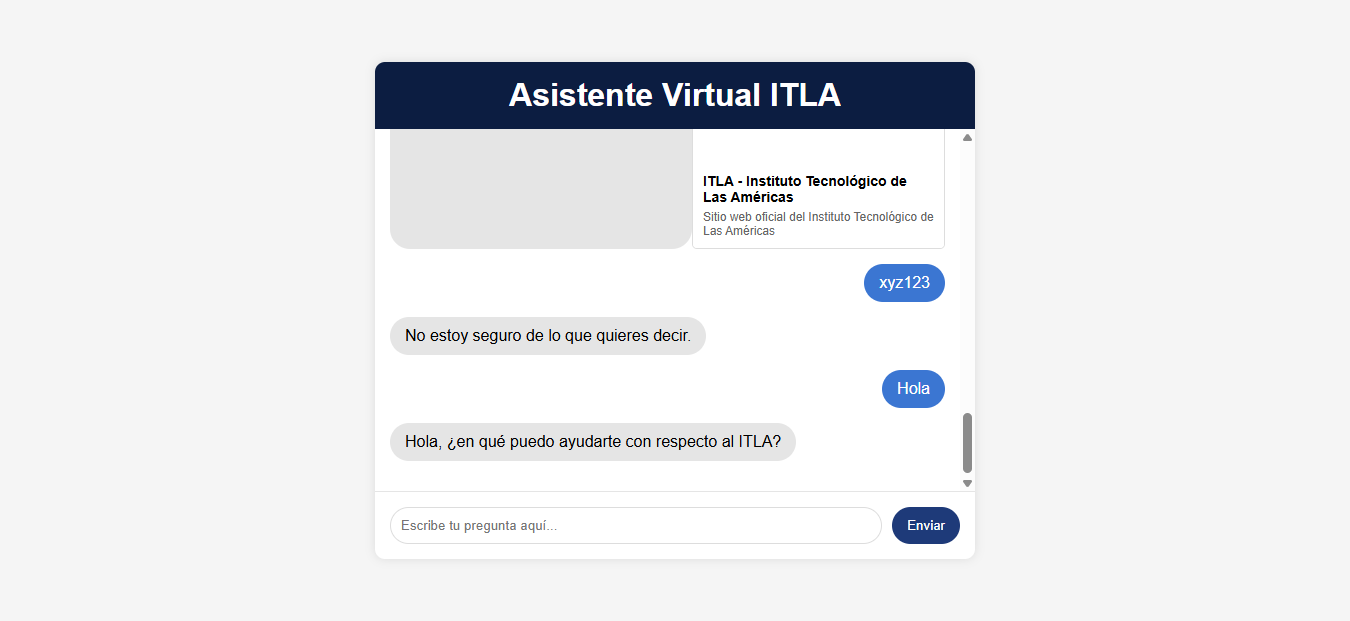 Asistente Virtual ITLA
ITLA - Instituto Tecnológico de
Las Américas
Sitio web oficial del Instituto Tecnológico de
Las Américas
xyz123
No estoy seguro de lo que quieres decir.
Hola
Hola, ¿en qué puedo ayudarte con respecto al ITLA?
Escribe tu pregunta aquí...
Enviar